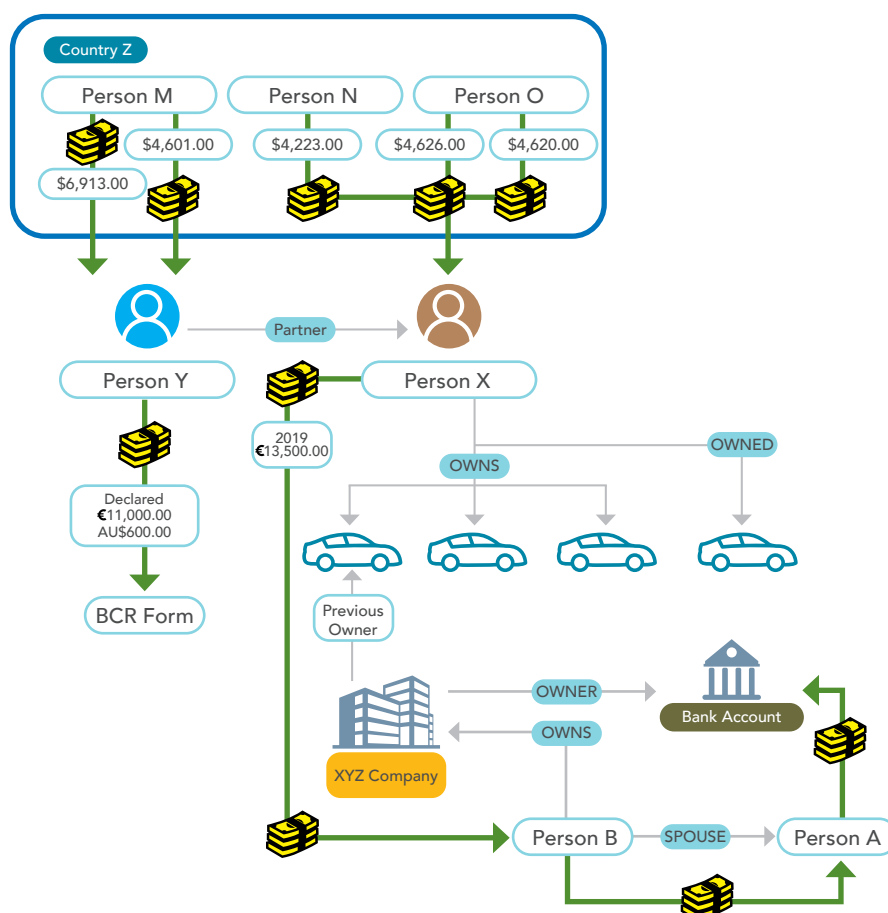 Country Z
Person M
Person N
Person O
$4,601.00
$4,223.00
$4,626.00
$4,620.00
$6,913.00
Partner
Person Y
Person X
2019
€13,500.00
OWNS
OWNED
Declared
€11,000.00
AU$600.00
BCR Form
Previous
Owner
OWNER
Bank Account
OWNS
XYZ Company
Person B
SPOUSE
Person A